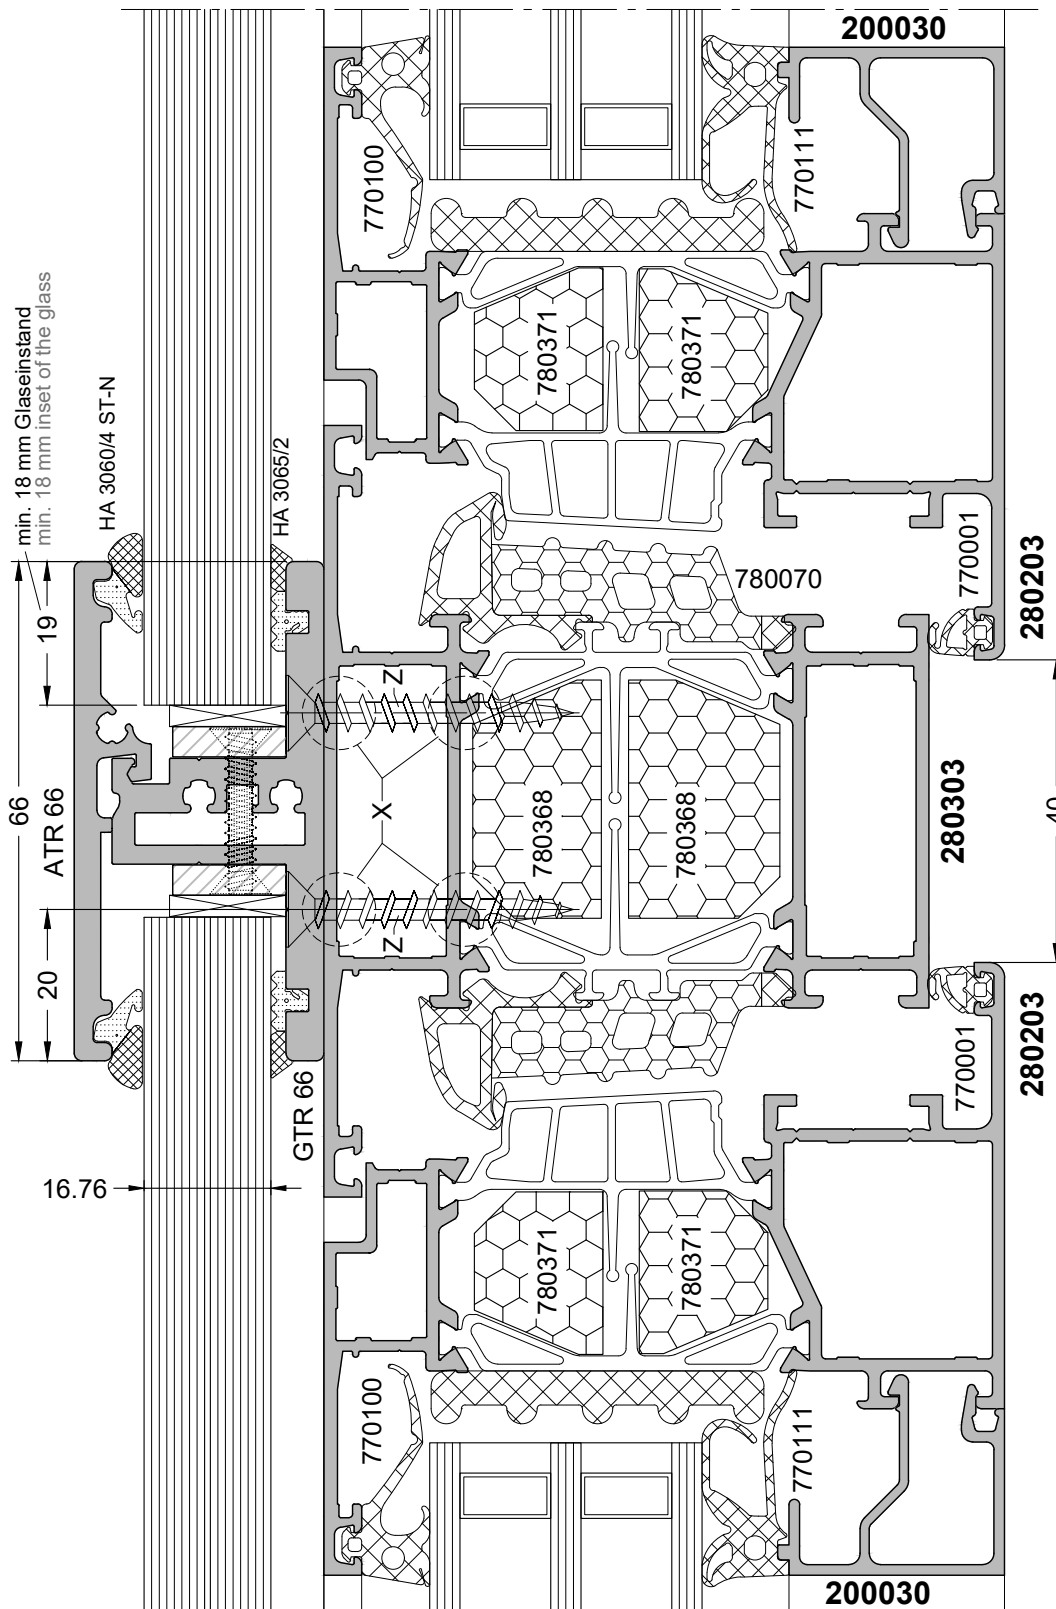 200030
770100
770111
min. 18 mm Glaseinstand
min. 18 mm inset of the glass
HA 3060/4 ST-N
HA 3065/2
780371
780371
780070
770001
280203
19
66
ATR 66
20
Z
X
Z
780368
780368
280303
40
GTR 66
770001
280203
16.76
780371
780371
770100
770111
200030